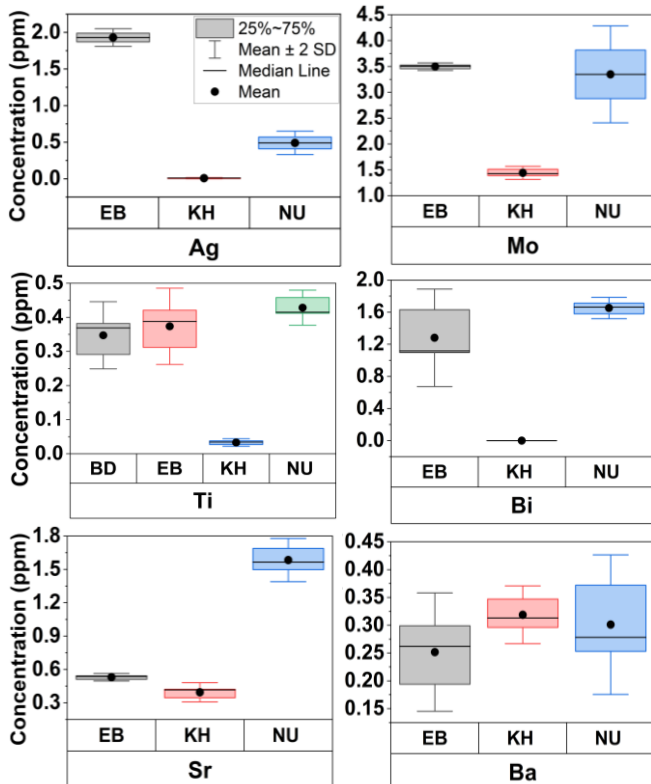 Concentration (ppm)
2.0
1.5
1.0
0.5
0.0
25%~75%
Mean ± 2 SD
Median Line
Mean
EB KH NU
Ag
4.5
4.0
3.5
3.0
2.5
2.0
1.5
1.0
EB KH NU
Mo
Concentration (ppm)
0.5
0.4
0.3
0.2
0.1
0.0
BD EB KH NU
Ti
2.0
1.6
1.2
0.8
0.4
0.0
EB KH NU
Bi
Concentration (ppm)
1.8
1.5
1.2
0.9
0.6
0.3
EB KH NU
Sr
0.45
0.40
0.35
0.30
0.25
0.20
0.15
EB KH NU
Ba